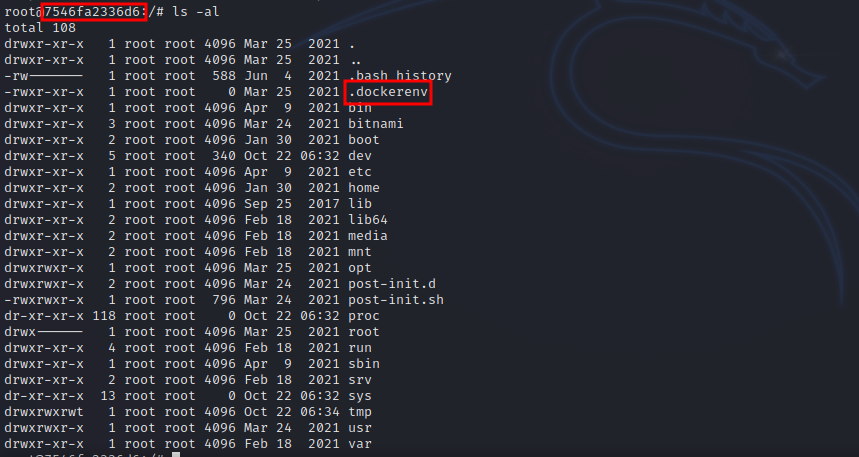 root@7546fa2336d6:/# ls -al
total 108
drwxr-xr-x   1 root root 4096 Mar 25  2021 .
drwxr-xr-x   1 root root 4096 Mar 25  2021 ..
-rw-------   1 root root  588 Jun  4  2021 .bash_history
-rwxr-xr-x   1 root root    0 Mar 25  2021 .dockerenv
drwxr-xr-x   1 root root 4096 Apr  9  2021 bin
drwxr-xr-x   3 root root 4096 Mar 24  2021 bitnami
drwxr-xr-x   2 root root 4096 Jan 30  2021 boot
drwxr-xr-x   5 root root  340 Oct 22 06:32 dev
drwxr-xr-x   1 root root 4096 Apr  9  2021 etc
drwxr-xr-x   2 root root 4096 Jan 30  2021 home
drwxr-xr-x   1 root root 4096 Sep 25  2017 lib
drwxr-xr-x   2 root root 4096 Feb 18  2021 lib64
drwxr-xr-x   2 root root 4096 Feb 18  2021 media
drwxr-xr-x   2 root root 4096 Feb 18  2021 mnt
drwxr-xr-x   1 root root 4096 Mar 25  2021 opt
drwxrwxr-x   2 root root 4096 Mar 24  2021 post-init.d
-rwxrwxr-x   1 root root  796 Mar 24  2021 post-init.sh
dr-xr-xr-x 118 root root    0 Oct 22 06:32 proc
drwx------   1 root root 4096 Mar 25  2021 root
drwxr-xr-x   4 root root 4096 Feb 18  2021 run
drwxr-xr-x   1 root root 4096 Apr  9  2021 sbin
drwxr-xr-x   2 root root 4096 Feb 18  2021 srv
dr-xr-xr-x  13 root root    0 Oct 22 06:32 sys
drwxrwxrwt   1 root root 4096 Oct 22 06:34 tmp
drwxrwxr-x   1 root root 4096 Mar 24  2021 usr
drwxr-xr-x   1 root root 4096 Feb 18  2021 var
root@7546fa2336d6:/#